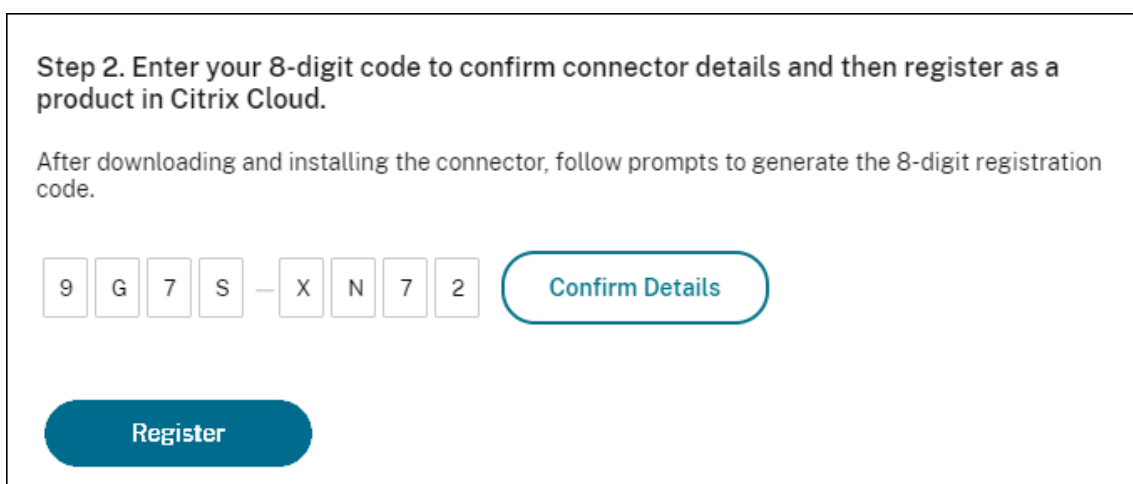 Step 2. Enter your 8-digit code to confirm connector details and then register as a
product in Citrix Cloud.
After downloading and installing the connector, follow prompts to generate the 8-digit registration
code.
9 G 7 S — X N 7 2 Confirm Details
Register